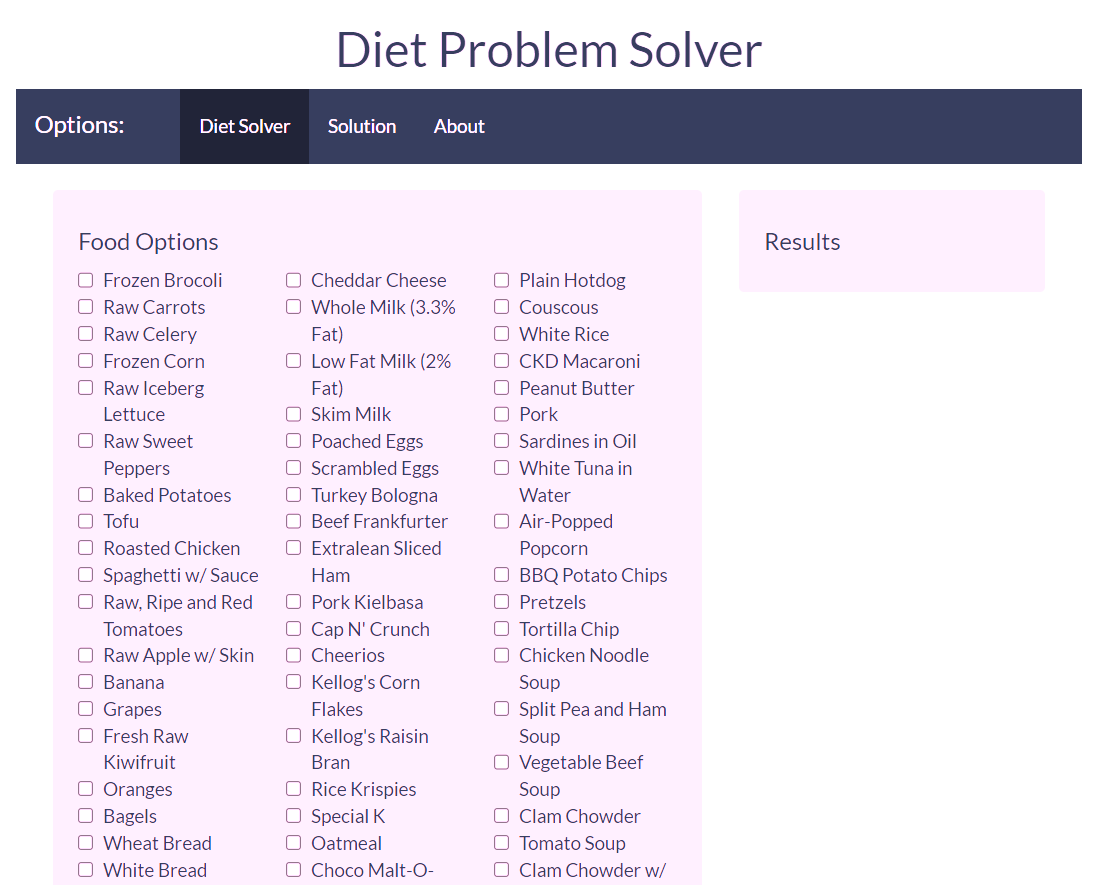 Diet Problem Solver
Options:
Diet Solver
Solution
About
Food Options
Frozen Brocoli
Raw Carrots
Raw Celery
Frozen Corn
Raw Iceberg
Lettuce
Raw Sweet
Peppers
Baked Potatoes
Tofu
Roasted Chicken
Spaghetti w/ Sauce
Raw, Ripe and Red
Tomatoes
Raw Apple w/ Skin
Banana
Grapes
Fresh Raw
Kiwifruit
Oranges
Bagels
Wheat Bread
White Bread
Cheddar Cheese
Whole Milk (3.3%
Fat)
Low Fat Milk (2%
Fat)
Skim Milk
Poached Eggs
Scrambled Eggs
Turkey Bologna
Beef Frankfurter
Extralean Sliced
Ham
Pork Kielbasa
Cap N' Crunch
Cheerios
Kellog's Corn
Flakes
Kellog's Raisin
Bran
Rice Krispies
Special K
Oatmeal
Choco Malt-O-
Plain Hotdog
Couscous
White Rice
CKD Macaroni
Peanut Butter
Pork
Sardines in Oil
White Tuna in
Water
Air-Popped
Popcorn
BBQ Potato Chips
Pretzels
Tortilla Chip
Chicken Noodle
Soup
Split Pea and Ham
Soup
Vegetable Beef
Soup
Clam Chowder
Tomato Soup
Clam Chowder w/
Results